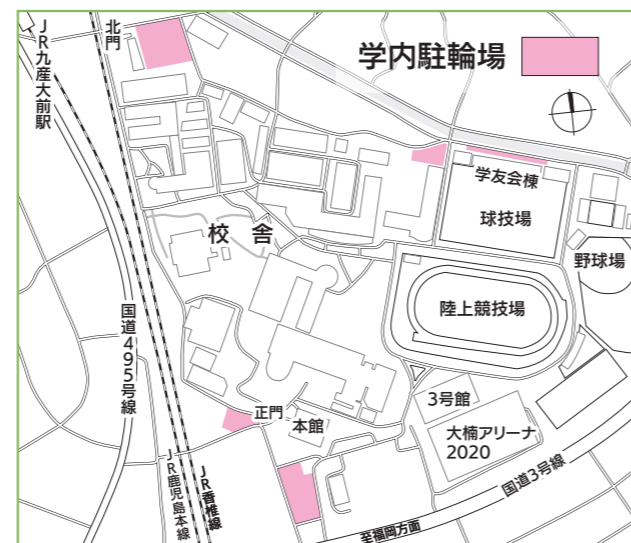 JR九産大前駅
北門
学内駐輪場
学友会棟
球技場
校 舎
野球場
陸上競技場
国道495号線
3号館
正門
本館
大楠アリーナ
2020
JR鹿児島本線
JR香椎線
国道3号線
至福岡方面